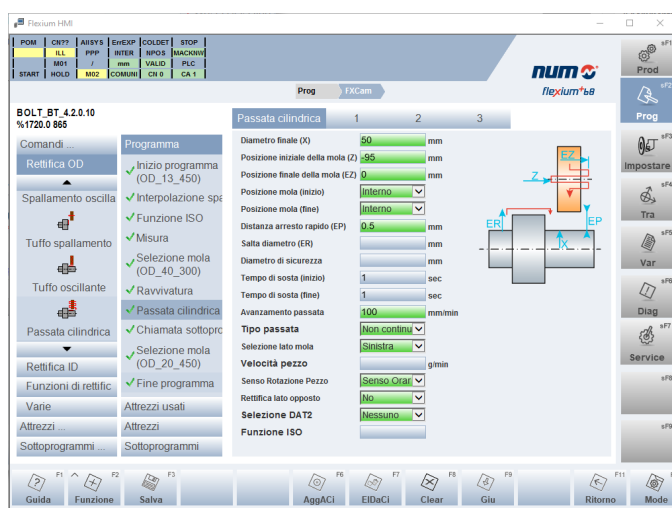 Flexium HMI
POM CN?? AIISYS ErrEXP COLDET STOP
ILL PPP INTER NPOS MACKNW
M01 / mm VALID PLC
START HOLD M02 COMUNI CN 0 CA 1
num
flexium+68
Prog FXCam
BOLT_BT_4.2.0.10
%1720.0 865
Comandi ...
Rettifica OD
Spallamento oscilla
Tuffo spallamento
Tuffo oscillante
Passata cilindrica
Rettifica ID
Funzioni di rettific
Varie
Attrezzi ...
Sottoprogrammi ...
Programma
Inizio programma
(OD_13_450)
Interpolazione spa
Funzione ISO
Misura
Selezione mola
(OD_40_300)
Ravvivatura
Passata cilindrica
Chiamata sottopro
Selezione mola
(OD_20_450)
Fine programma
Attrezzi usati
Attrezzi
Sottoprogrammi
Passata cilindrica 1 2 3
Diametro finale (X) 50 mm
Posizione iniziale della mola (Z) -95 mm
Posizione finale della mola (EZ) 0 mm
Posizione mola (inizio) Interno
Posizione mola (fine) Interno
Distanza arresto rapido (EP) 0.5 mm
Salta diametro (ER) mm
Diametro di sicurezza mm
Tempo di sosta (inizio) 1 sec
Tempo di sosta (fine) 1 sec
Avanzamento passata 100 mm/min
Tipo passata Non continu
Selezione lato mola Sinistra
Velocità pezzo g/min
Senso Rotazione Pezzo Senso Orar
Rettifica lato opposto No
Selezione DAT2 Nessuno
Funzione ISO
EZ
Z
ER
EP
X
sF1
Prod
sF2
Prog
sF3
Impostare
sF4
Tra
sF5
Var
sF6
Diag
sF7
Service
sF8
sF9
F1 F2 F3 F6 F7 F8 F9 F11
Guida Funzione Salva AggACi ElDaCi Clear Giu Ritorno Mode